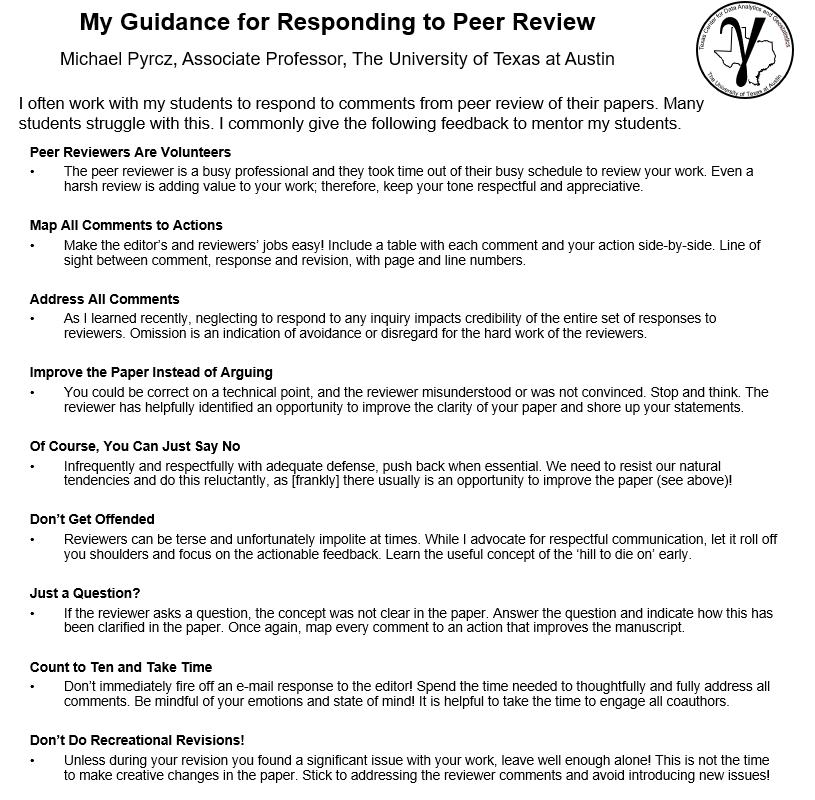 My Guidance for Responding to Peer Review
Michael Pyrcz, Associate Professor, The University of Texas at Austin
Texas Center for Data Analytics and Geostatistics
γ
The University of Texas at Austin
I often work with my students to respond to comments from peer review of their papers. Many
students struggle with this. I commonly give the following feedback to mentor my students.
Peer Reviewers Are Volunteers
• The peer reviewer is a busy professional and they took time out of their busy schedule to review your work. Even a
harsh review is adding value to your work; therefore, keep your tone respectful and appreciative.
Map All Comments to Actions
• Make the editor's and reviewers' jobs easy! Include a table with each comment and your action side-by-side. Line of
sight between comment, response and revision, with page and line numbers.
Address All Comments
• As I learned recently, neglecting to respond to any inquiry impacts credibility of the entire set of responses to
reviewers. Omission is an indication of avoidance or disregard for the hard work of the reviewers.
Improve the Paper Instead of Arguing
• You could be correct on a technical point, and the reviewer misunderstood or was not convinced. Stop and think. The
reviewer has helpfully identified an opportunity to improve the clarity of your paper and shore up your statements.
Of Course, You Can Just Say No
• Infrequently and respectfully with adequate defense, push back when essential. We need to resist our natural
tendencies and do this reluctantly, as [frankly] there usually is an opportunity to improve the paper (see above)!
Don't Get Offended
• Reviewers can be terse and unfortunately impolite at times. While I advocate for respectful communication, let it roll off
you shoulders and focus on the actionable feedback. Learn the useful concept of the 'hill to die on' early.
Just a Question?
• If the reviewer asks a question, the concept was not clear in the paper. Answer the question and indicate how this has
been clarified in the paper. Once again, map every comment to an action that improves the manuscript.
Count to Ten and Take Time
• Don't immediately fire off an e-mail response to the editor! Spend the time needed to thoughtfully and fully address all
comments. Be mindful of your emotions and state of mind! It is helpful to take the time to engage all coauthors.
Don't Do Recreational Revisions!
• Unless during your revision you found a significant issue with your work, leave well enough alone! This is not the time
to make creative changes in the paper. Stick to addressing the reviewer comments and avoid introducing new issues!